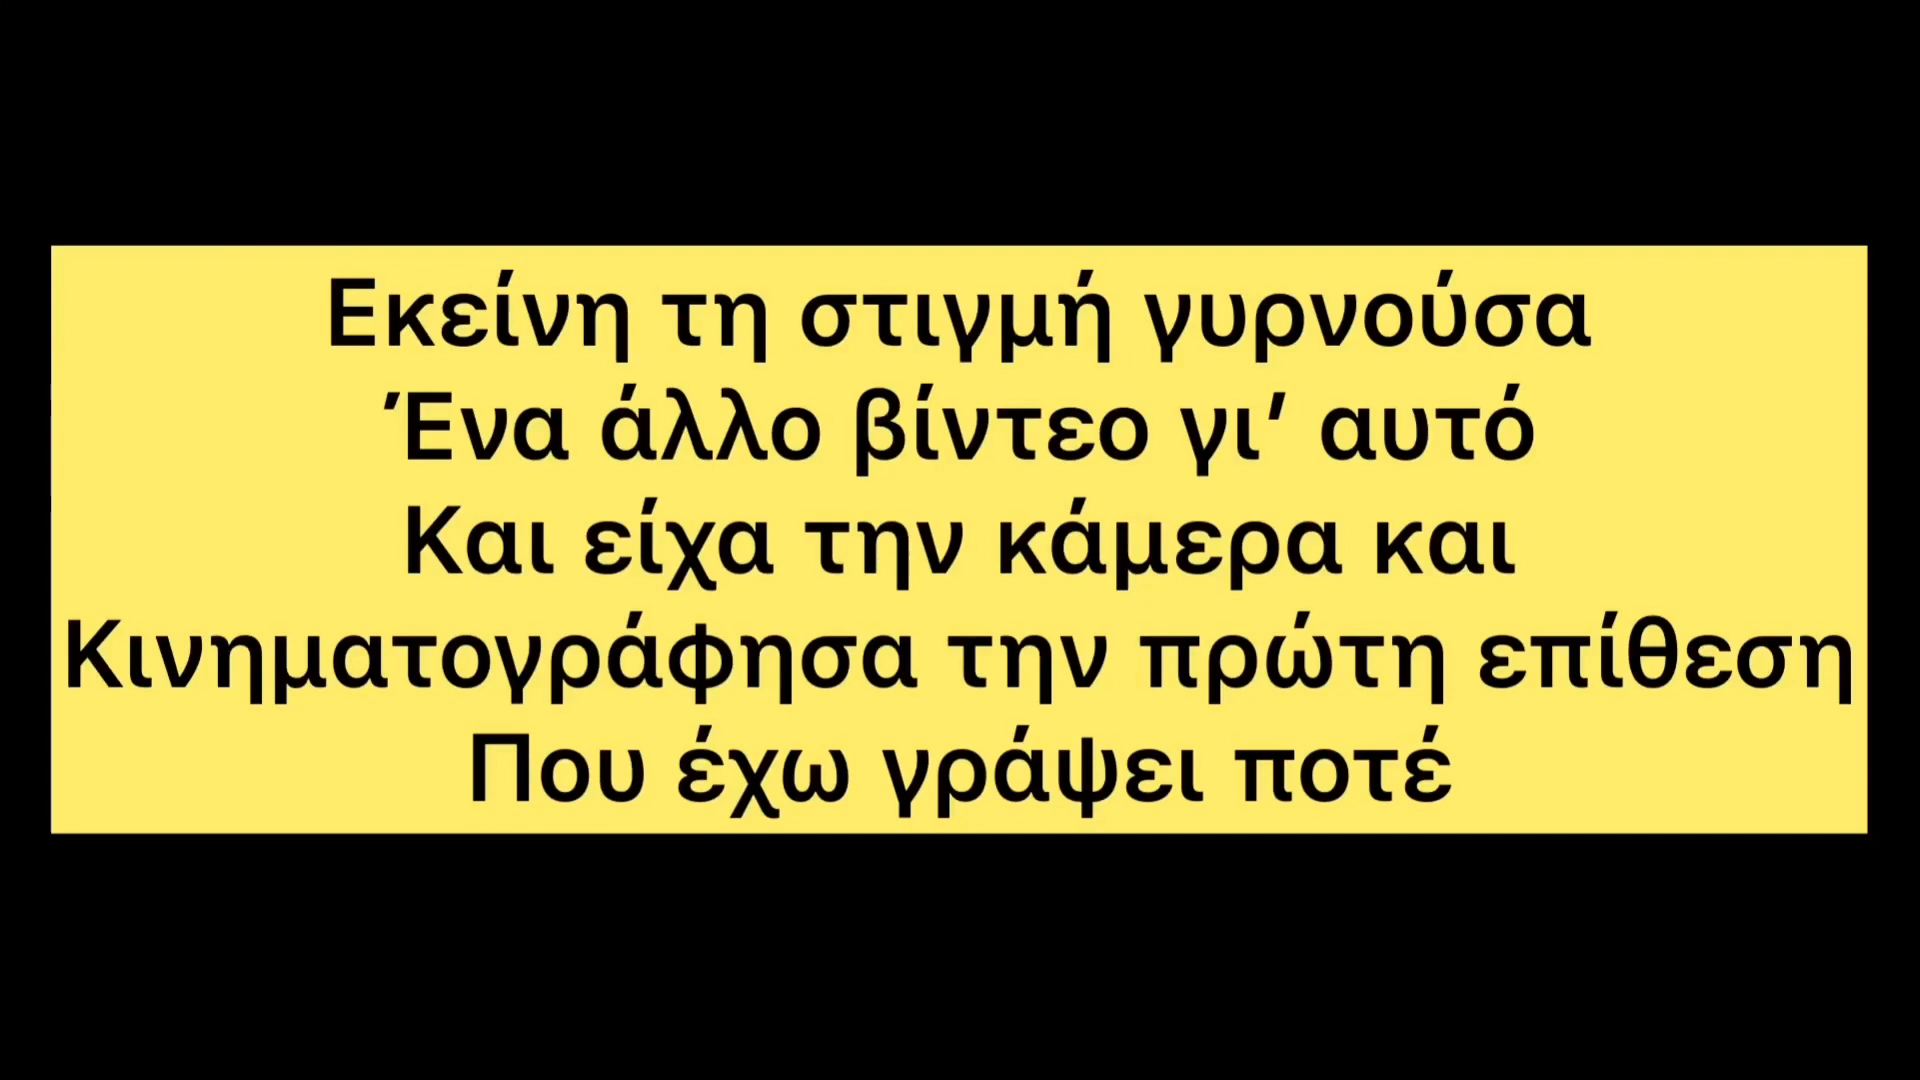 Εκείνη τη στιγμή γυρνούσα
Ένα άλλο βίντεο γι’ αυτό
Και είχα την κάμερα και
Κινηματογράφησα την πρώτη επίθεση
Που έχω γράψει ποτέ